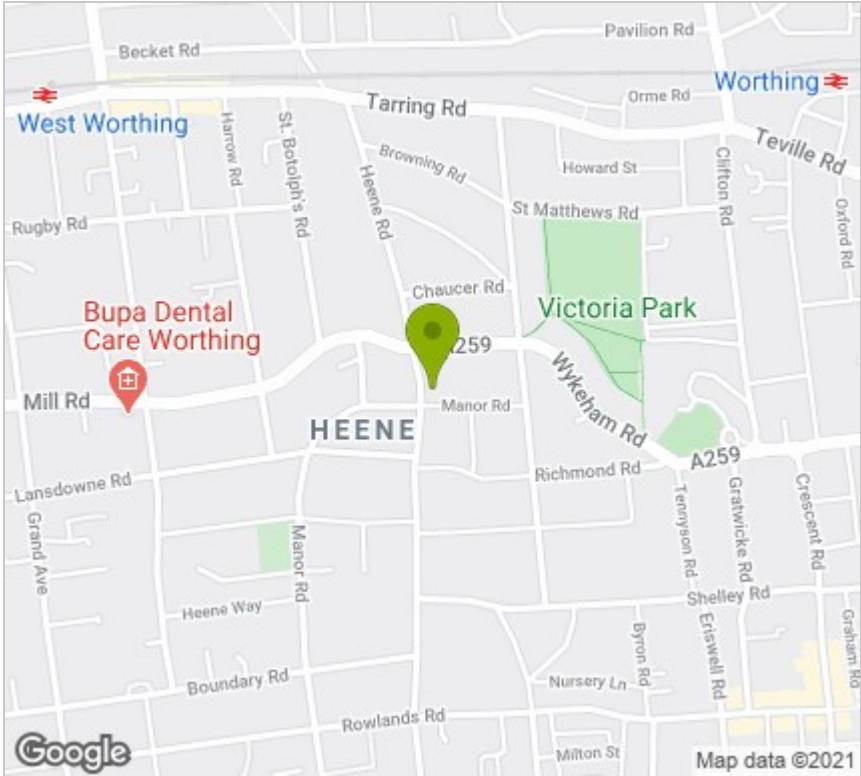 Pavilion Rd
Becket Rd
Worthing
Orme Rd
West Worthing
Tarring Rd
Teville Rd
Harrow Rd
St. Botolph's Rd
Heene Rd
Browning Rd
Howard St
Clifton Rd
Oxford Rd
St Matthews Rd
Rugby Rd
Chaucer Rd
Victoria Park
Bupa Dental
Care Worthing
A259
Wykeham Rd
Mill Rd
Manor Rd
HEENE
A259
Richmond Rd
Lansdowne Rd
Grand Ave
Manor Rd
Tennyson Rd
Gratwicke Rd
Crescent Rd
Heene Way
Shelley Rd
Byron Rd
Eriswell Rd
Graham Rd
Boundary Rd
Nursery Ln
Rowlands Rd
Milton St
Google
Map data ©2021